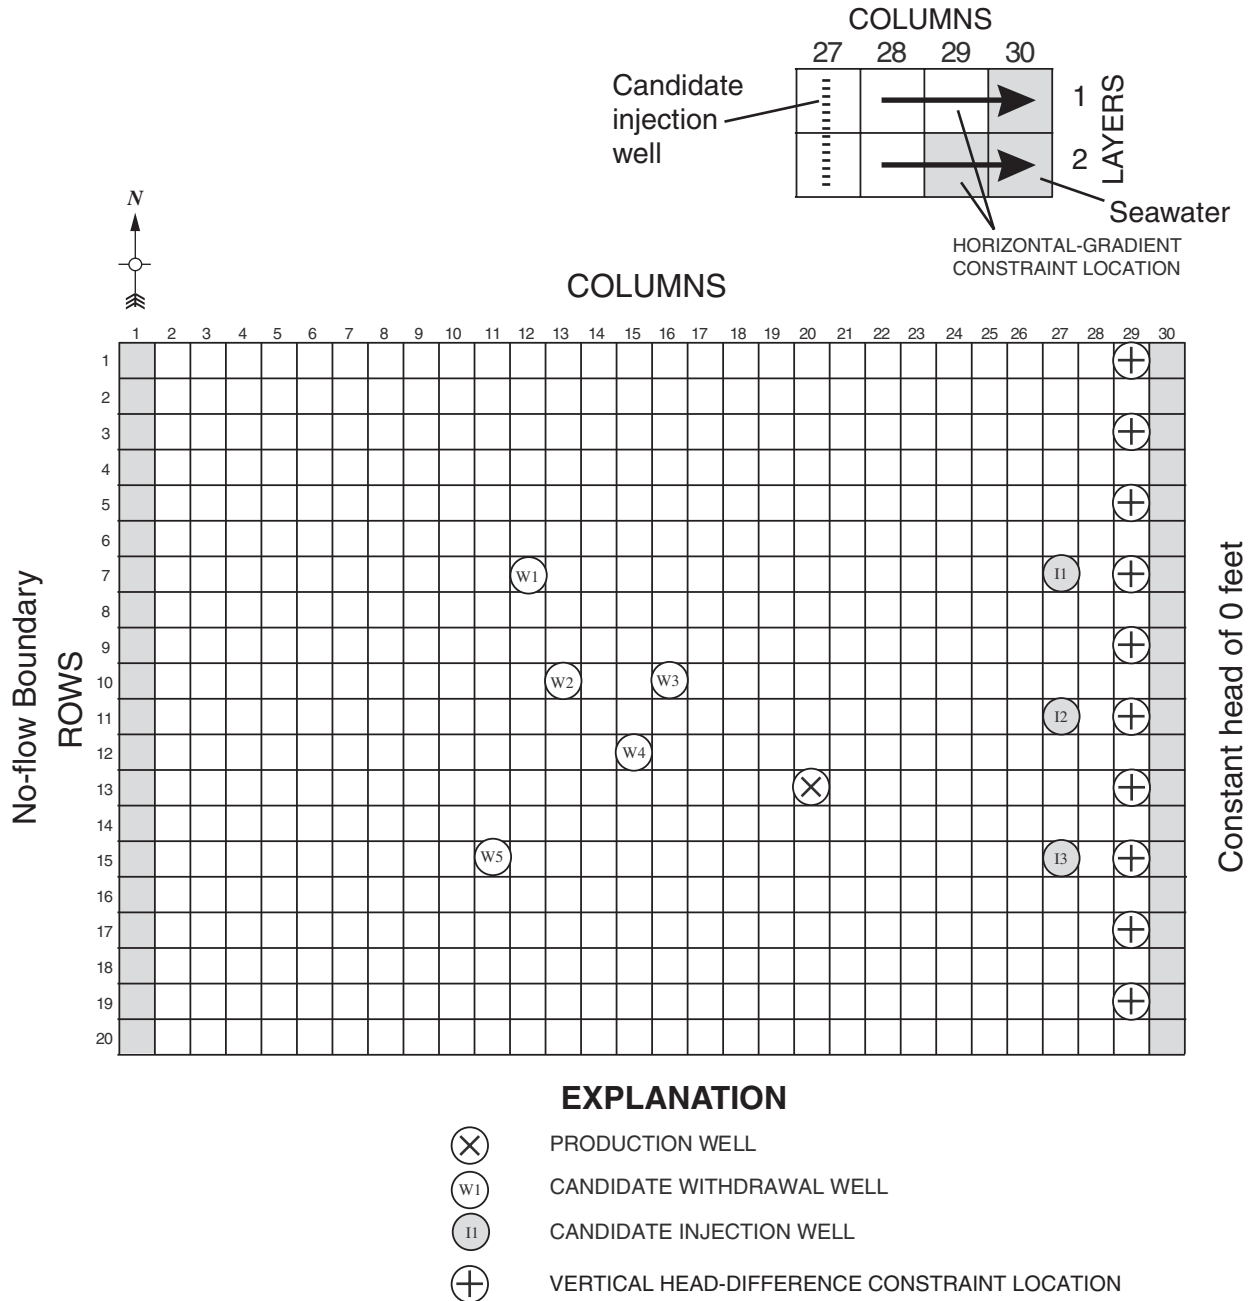 COLUMNS
27 28 29 30
Candidate
injection
well
1
2
LAYERS
Seawater
HORIZONTAL-GRADIENT
CONSTRAINT LOCATION
N
COLUMNS
1 2 3 4 5 6 7 8 9 10 11 12 13 14 15 16 17 18 19 20 21 22 23 24 25 26 27 28 29 30
No-flow Boundary
ROWS
1
2
3
4
5
6
7 W1 I1
8
9
10 W2 W3
11 I2
12 W4
13
14
15 W5 I3
16
17
18
19
20
Constant head of 0 feet
EXPLANATION
PRODUCTION WELL
W1 CANDIDATE WITHDRAWAL WELL
I1 CANDIDATE INJECTION WELL
VERTICAL HEAD-DIFFERENCE CONSTRAINT LOCATION